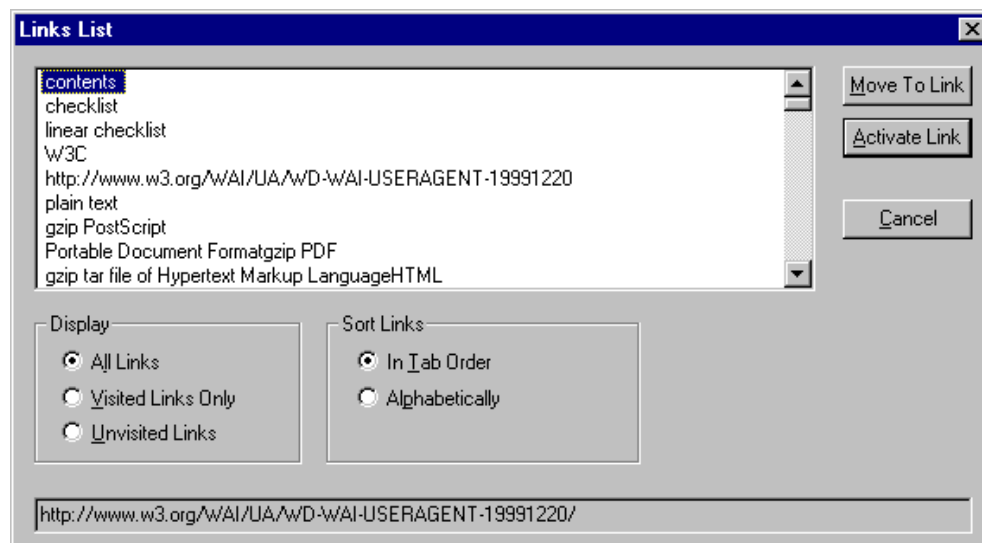 Links List
contents
checklist
linear checklist
W3C
http://www.w3.org/WAI/UA/WD-WAI-USERAGENT-19991220
plain text
gzip PostScript
Portable Document Formatgzip PDF
gzip tar file of Hypertext Markup LanguageHTML
Move To Link
Activate Link
Cancel
Display
All Links
Visited Links Only
Unvisited Links
Sort Links
In Tab Order
Alphabetically
http://www.w3.org/WAI/UA/WD-WAI-USERAGENT-19991220/